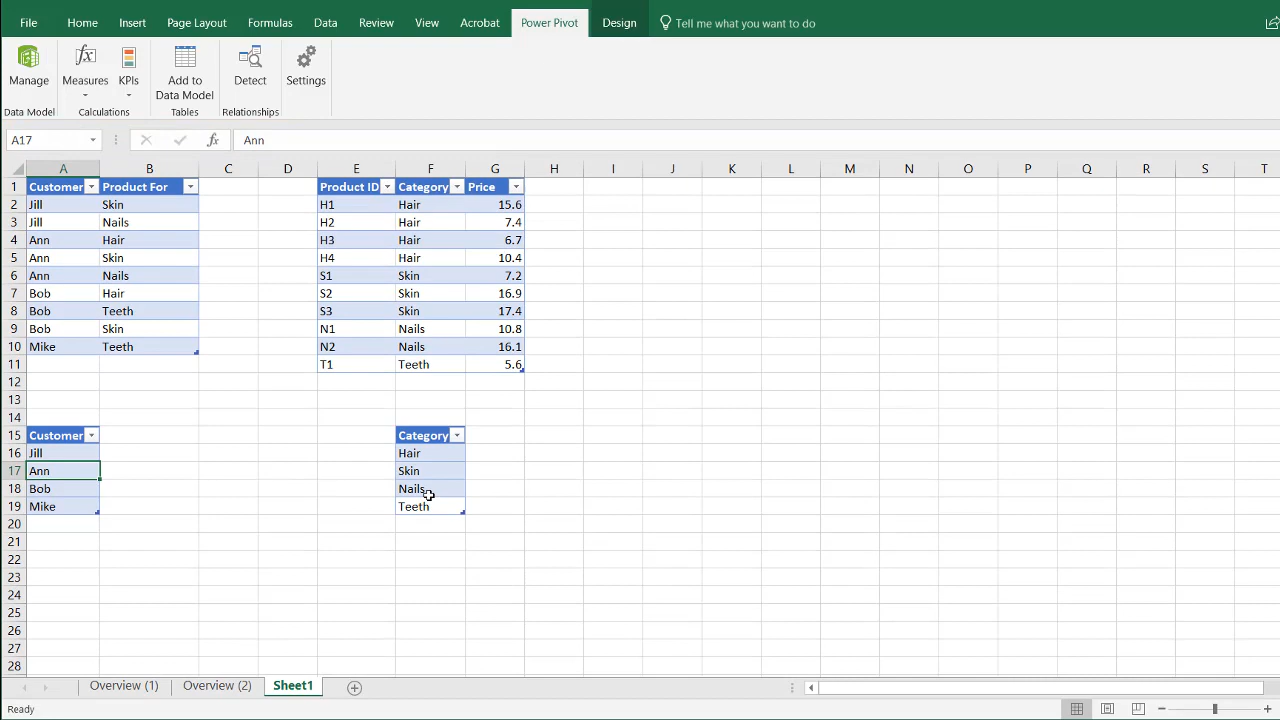 File Home Insert Page Layout Formulas Data Review View Acrobat Power Pivot Design Tell me what you want to do
Manage Measures KPIs Add to Data Model Detect Settings
Data Model Calculations Tables Relationships
A17 fx Ann
A B C D E F G H I J K L M N O P Q R S T
1 Customer Product For Product ID Category Price
2 Jill Skin H1 Hair 15.6
3 Jill Nails H2 Hair 7.4
4 Ann Hair H3 Hair 6.7
5 Ann Skin H4 Hair 10.4
6 Ann Nails S1 Skin 7.2
7 Bob Hair S2 Skin 16.9
8 Bob Teeth S3 Skin 17.4
9 Bob Skin N1 Nails 10.8
10 Mike Teeth N2 Nails 16.1
11 T1 Teeth 5.6
12
13
14
15 Customer Category
16 Jill Hair
17 Ann Skin
18 Bob Nails
19 Mike Teeth
20
21
22
23
24
25
26
27
28
Overview (1) Overview (2) Sheet1
Ready